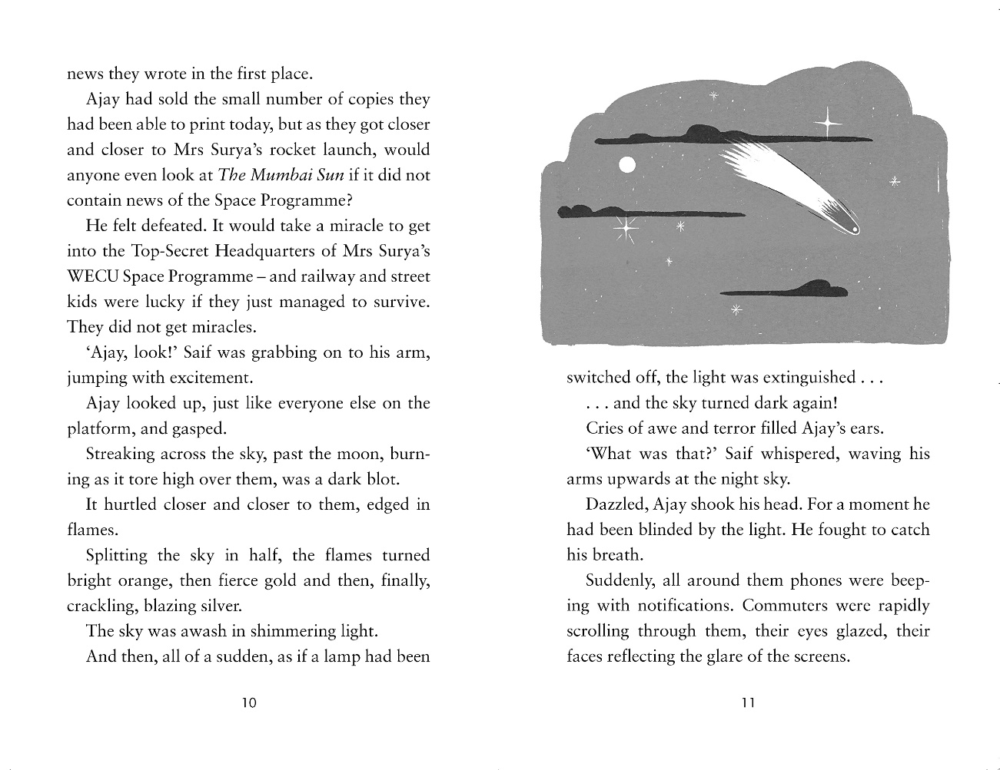 news they wrote in the first place.
Ajay had sold the small number of copies they
had been able to print today, but as they got closer
and closer to Mrs Surya’s rocket launch, would
anyone even look at The Mumbai Sun if it did not
contain news of the Space Programme?
He felt defeated. It would take a miracle to get
into the Top-Secret Headquarters of Mrs Surya’s
WECU Space Programme – and railway and street
kids were lucky if they just managed to survive.
They did not get miracles.
‘Ajay, look!’ Saif was grabbing on to his arm,
jumping with excitement.
Ajay looked up, just like everyone else on the
platform, and gasped.
Streaking across the sky, past the moon, burn-
ing as it tore high over them, was a dark blot.
It hurtled closer and closer to them, edged in
flames.
Splitting the sky in half, the flames turned
bright orange, then fierce gold and then, finally,
crackling, blazing silver.
The sky was awash in shimmering light.
And then, all of a sudden, as if a lamp had been
10
switched off, the light was extinguished . . .
. . . and the sky turned dark again!
Cries of awe and terror filled Ajay’s ears.
‘What was that?’ Saif whispered, waving his
arms upwards at the night sky.
Dazzled, Ajay shook his head. For a moment he
had been blinded by the light. He fought to catch
his breath.
Suddenly, all around them phones were beep-
ing with notifications. Commuters were rapidly
scrolling through them, their eyes glazed, their
faces reflecting the glare of the screens.
11